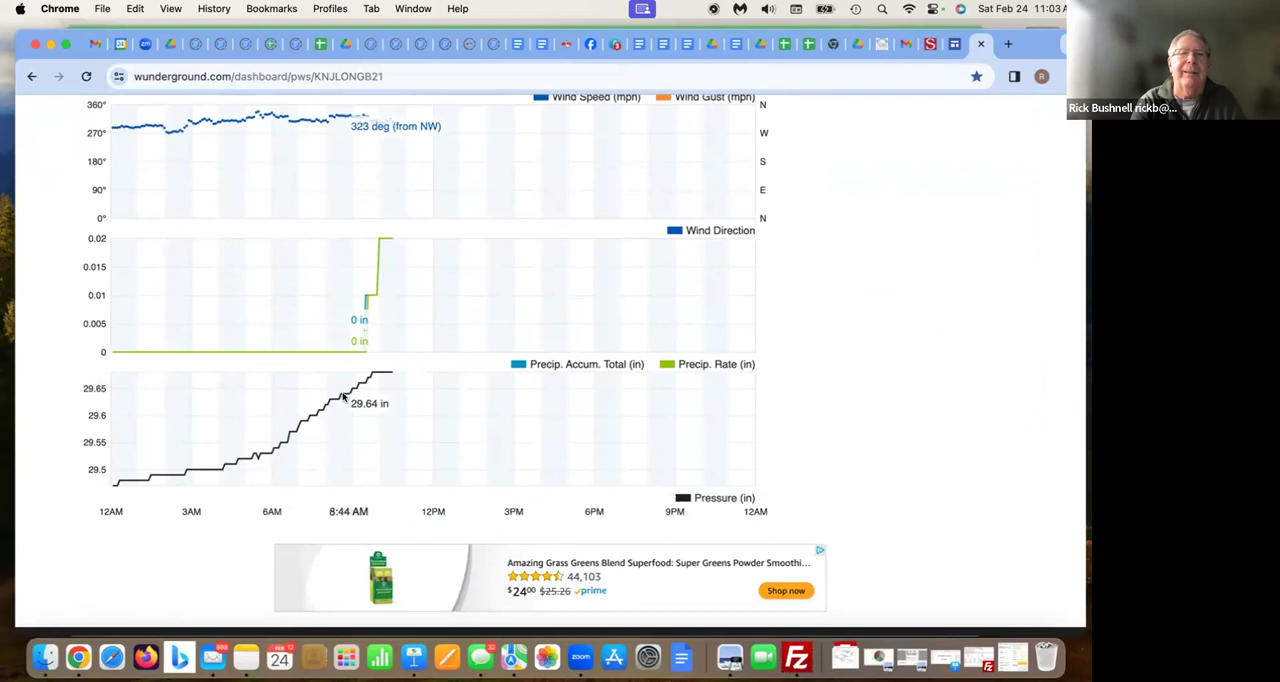 Chrome File Edit View History Bookmarks Profiles Tab Window Help Sat Feb 24 11:03
wunderground.com/dashboard/pws/KNJLONGB21 R
Rick Bushnell rickb@...
Wind Speed (mph) Wind Gust (mph)
360° N
323 deg (from NW)
270° W
180° S
90° E
0° N
Wind Direction
0.02
0.015
0.01
0 in
0.005
0 in
0
Precip. Accum. Total (in) Precip. Rate (in)
29.65
29.64 in
29.6
29.55
29.5
Pressure (in)
12AM 3AM 6AM 8:44 AM 12PM 3PM 6PM 9PM 12AM
Amazing Grass Greens Blend Superfood: Super Greens Powder Smoothi...
44,103
$2400 $25.26 prime
Shop now
24
zoom
Fz